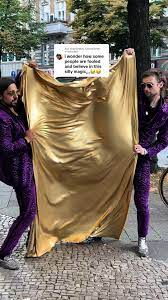 I wonder how some
people are fooled
and believe in this
silly magic,,,😂😂